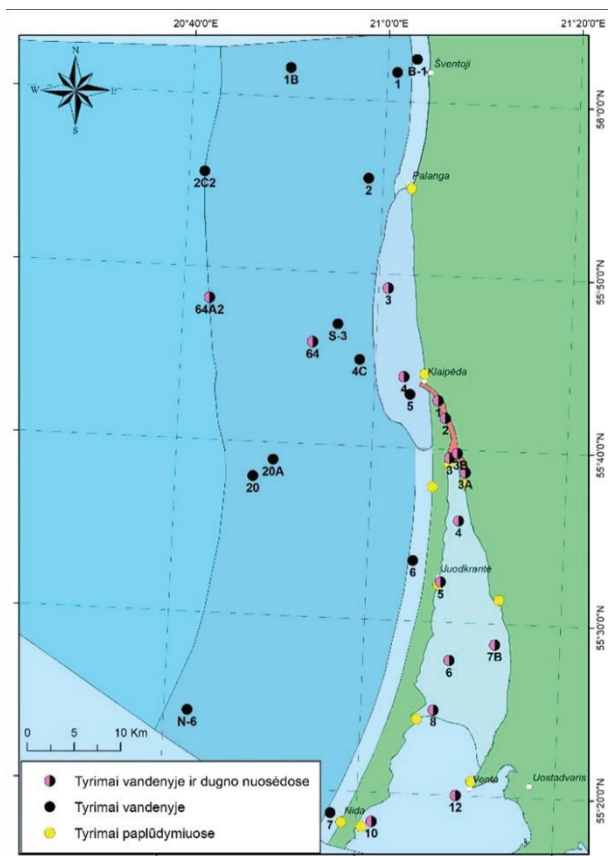 20°40'0"E
21°0'0"E
21°20'0"E
N
W
E
S
1B
1
B-1
Šventoji
56°0'0"N
2C2
2
Palanga
64A2
3
55°50'0"N
S-3
64
4C
4
5
Klaipėda
1
2
20A
20
3
3B
3A
55°40'0"N
4
6
Juodkrantė
5
55°30'0"N
6
7B
N-6
8
0 5 10 Km
Ventė
Uostadvaris
12
55°20'0"N
7
Nida
10
Tyrimai vandenyje ir dugno nuosėdose
Tyrimai vandenyje
Tyrimai paplūdymiuose